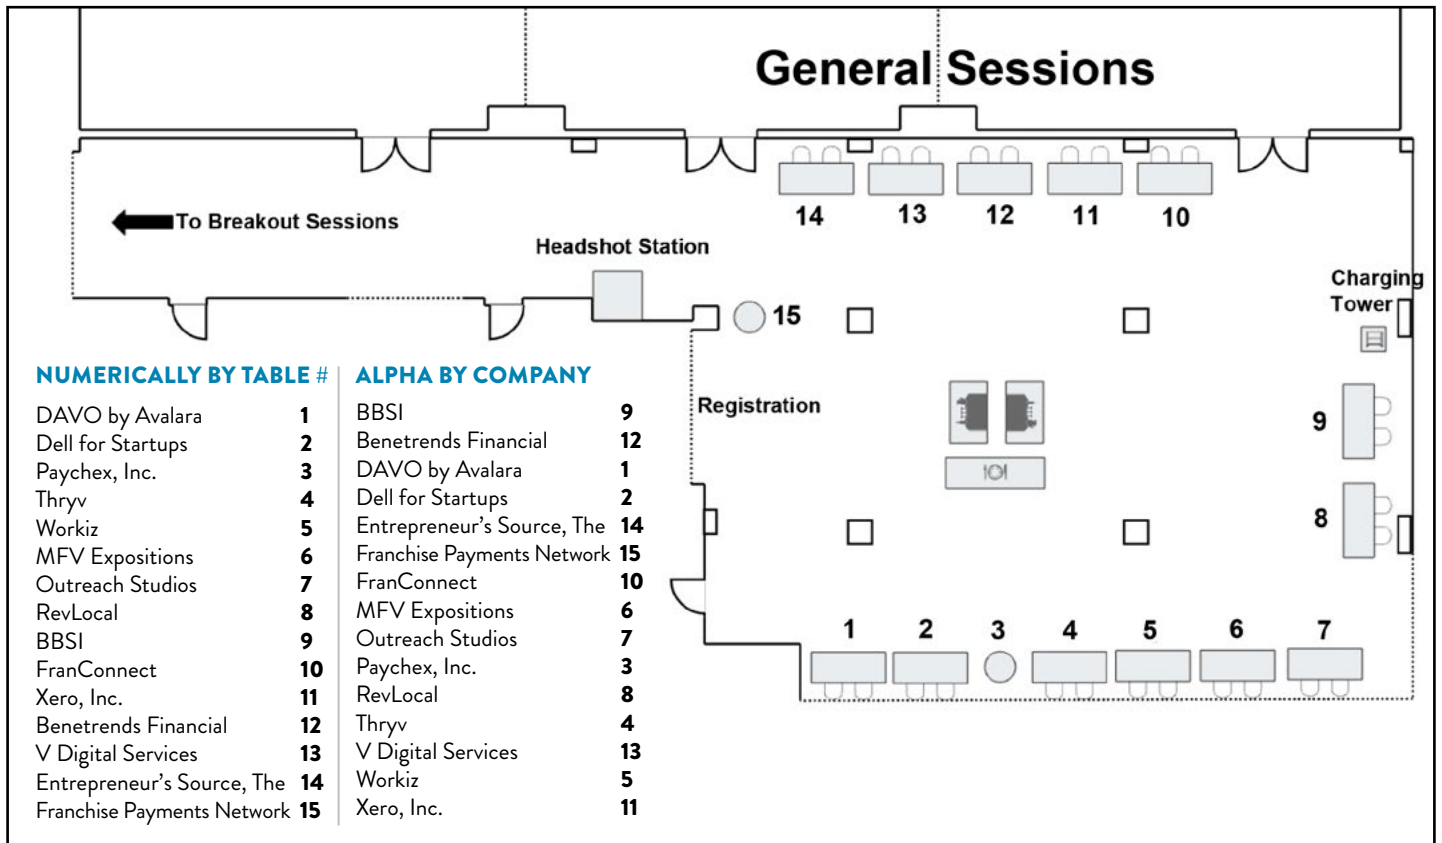 General Sessions
14 13 12 11 10
To Breakout Sessions
Headshot Station
Charging
Tower
15
Registration
9
8
1 2 3 4 5 6 7
NUMERICALLY BY TABLE #
DAVO by Avalara 1
Dell for Startups 2
Paychex, Inc. 3
Thryv 4
Workiz 5
MFV Expositions 6
Outreach Studios 7
RevLocal 8
BBSI 9
FranConnect 10
Xero, Inc. 11
Benetrends Financial 12
V Digital Services 13
Entrepreneur’s Source, The 14
Franchise Payments Network 15
ALPHA BY COMPANY
BBSI 9
Benetrends Financial 12
DAVO by Avalara 1
Dell for Startups 2
Entrepreneur’s Source, The 14
Franchise Payments Network 15
FranConnect 10
MFV Expositions 6
Outreach Studios 7
Paychex, Inc. 3
RevLocal 8
Thryv 4
V Digital Services 13
Workiz 5
Xero, Inc. 11